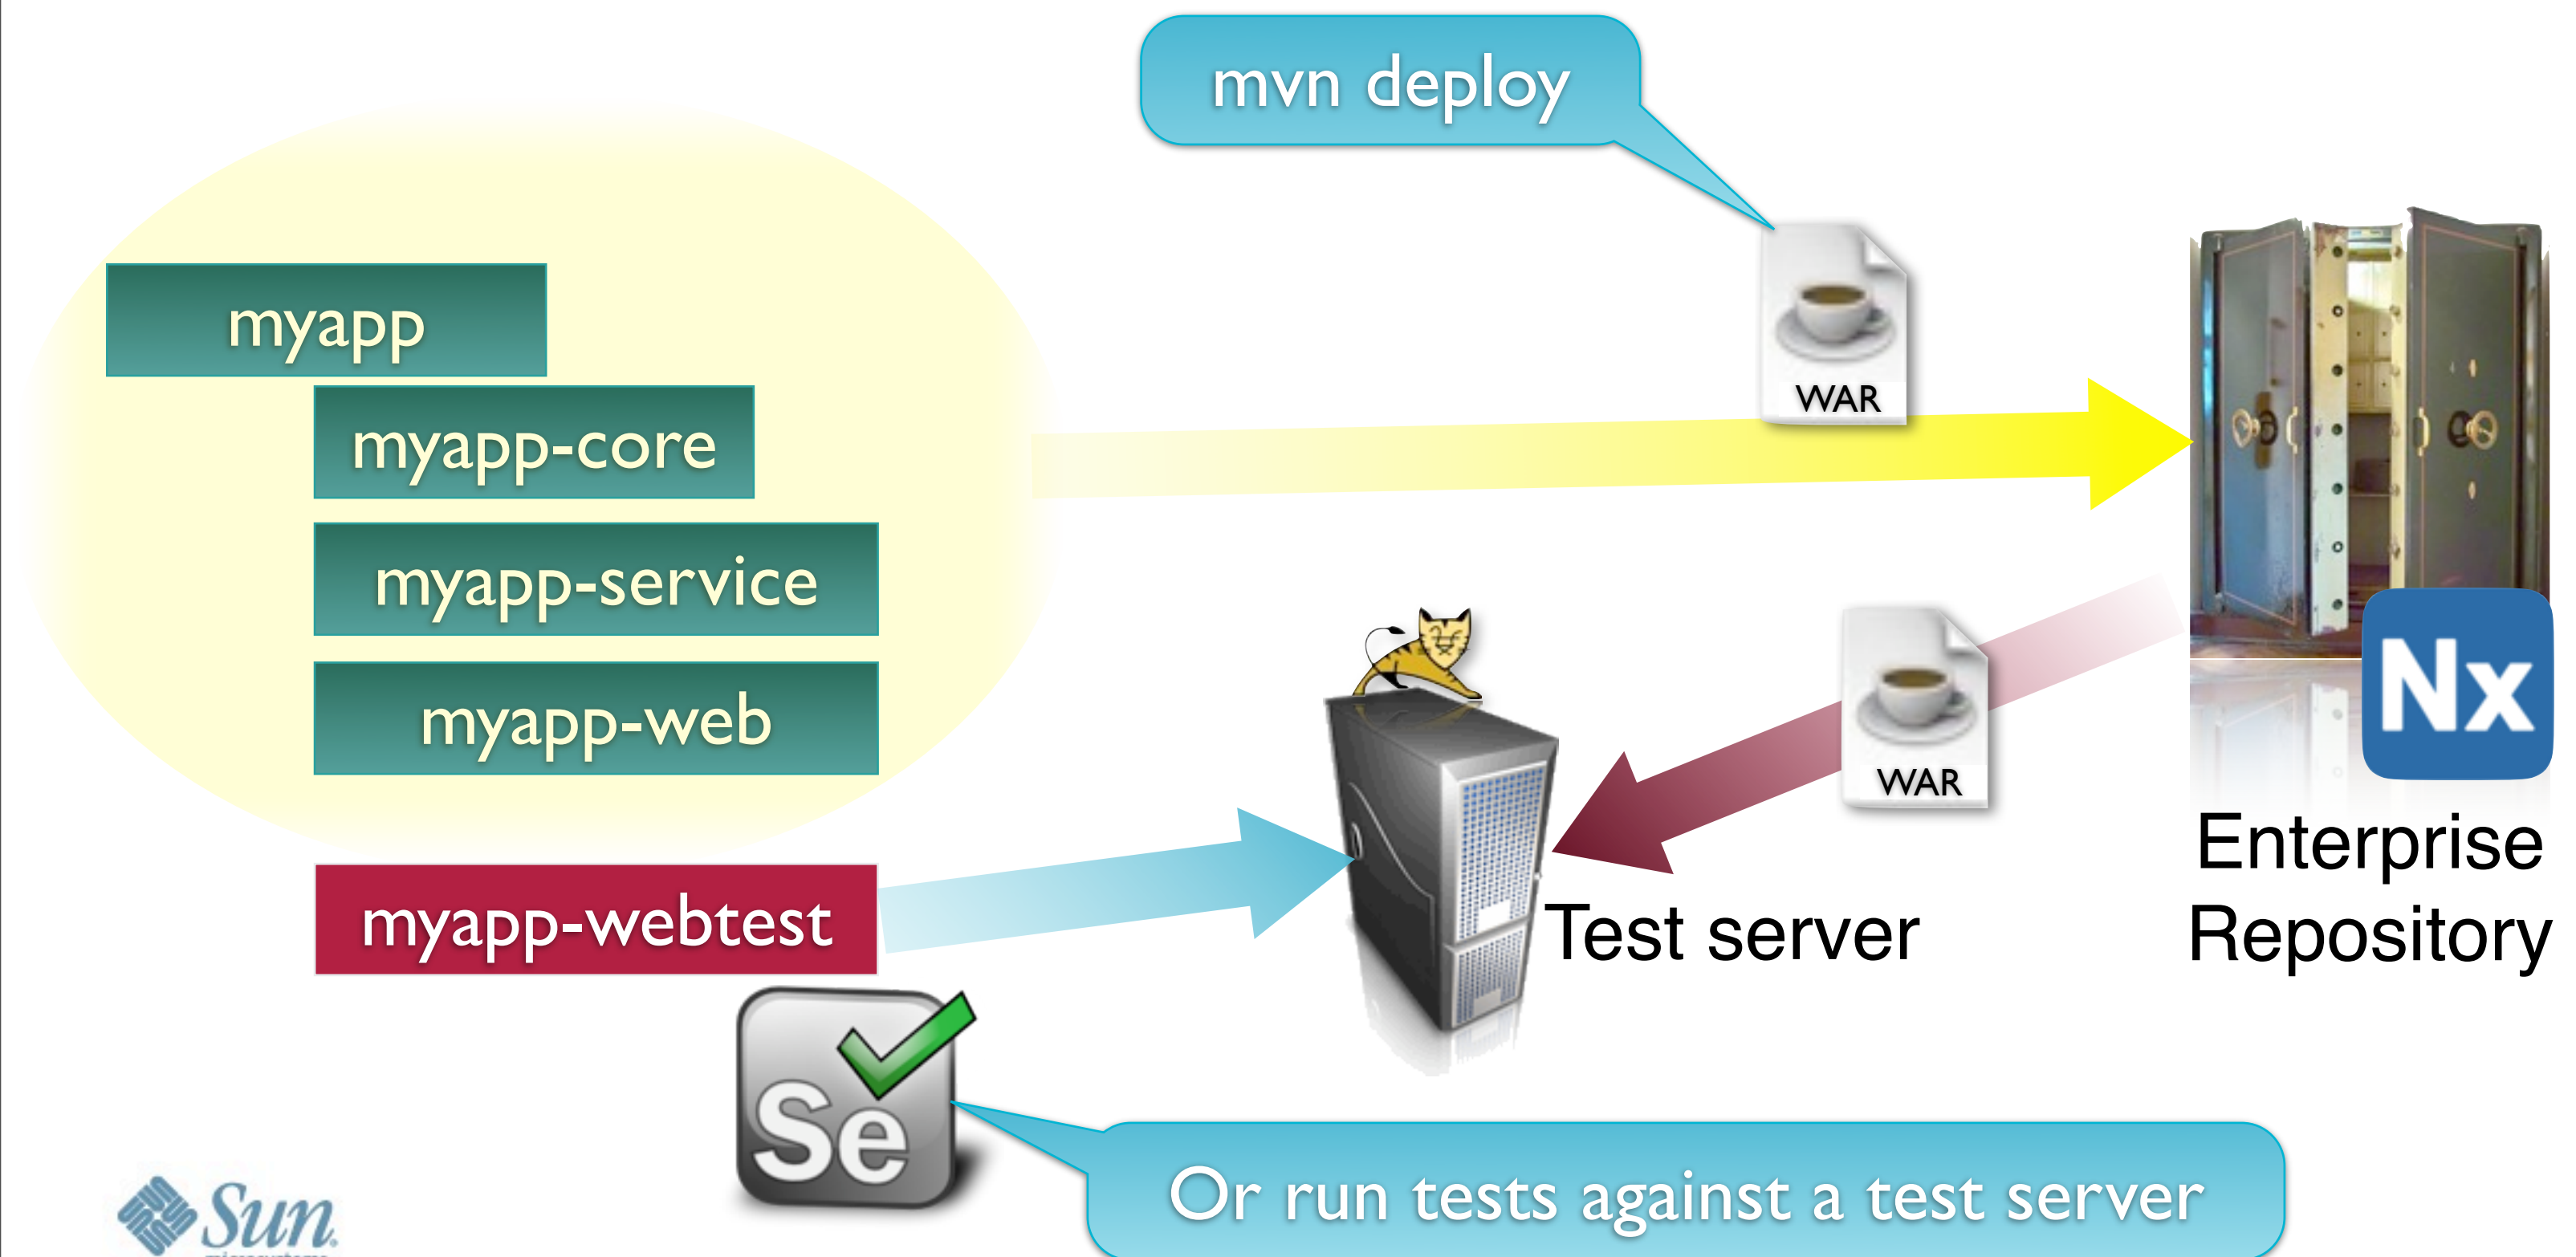 mvn deploy
myapp
myapp-core
myapp-service
myapp-web
myapp-webtest
WAR
WAR
Nx
Enterprise
Repository
Test server
Se
Or run tests against a test server
Sun